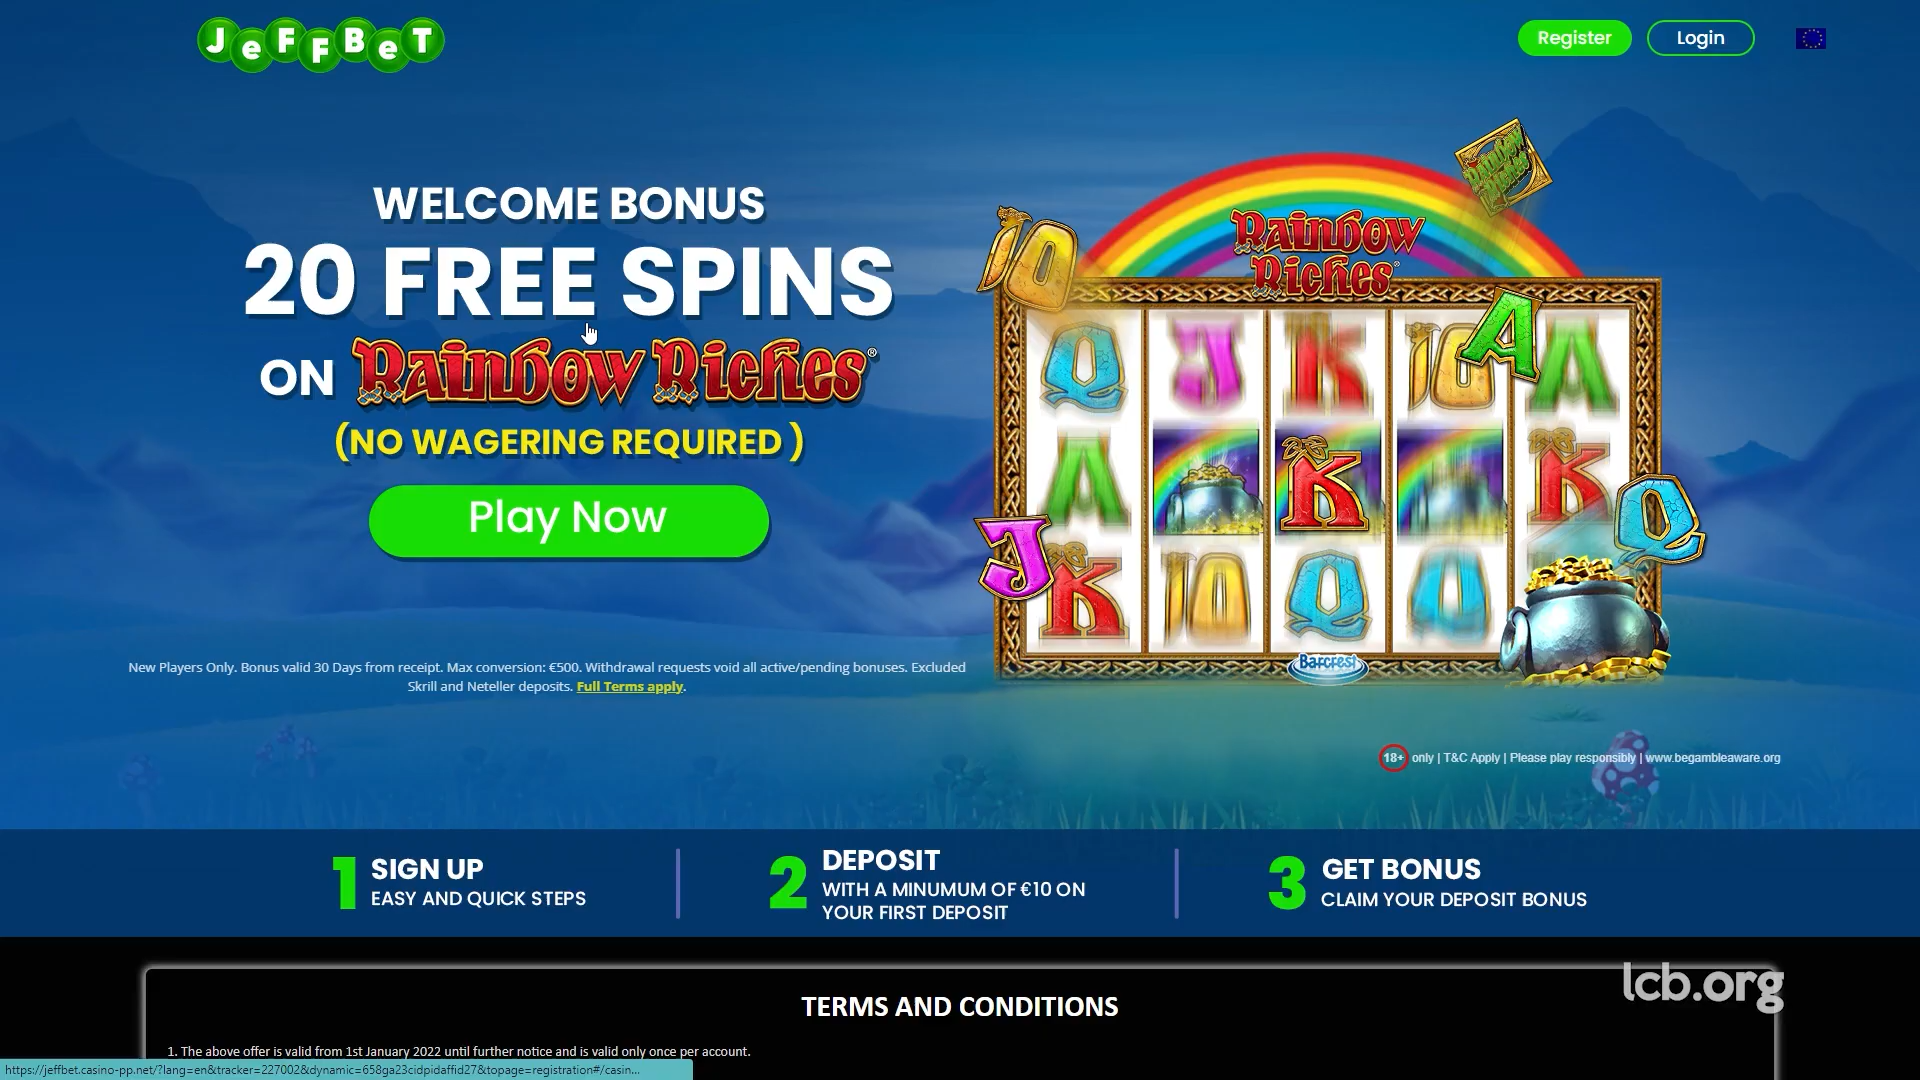 JeFFBeT
Register
Login
WELCOME BONUS
20 FREE SPINS
ON Rainbow Riches®
(NO WAGERING REQUIRED )
Play Now
New Players Only. Bonus valid 30 Days from receipt. Max conversion: €500. Withdrawal requests void all active/pending bonuses. Excluded
Skrill and Neteller deposits. Full Terms apply.
Rainbow Riches
10
Rainbow
Riches®
A
Q J K 10 A
A K K
J
Q
K 10 Q Q
Barcrest
18+ only | T&C Apply | Please play responsibly | www.begambleaware.org
1 SIGN UP
EASY AND QUICK STEPS
2 DEPOSIT
WITH A MINUMUM OF €10 ON
YOUR FIRST DEPOSIT
3 GET BONUS
CLAIM YOUR DEPOSIT BONUS
lcb.org
TERMS AND CONDITIONS
1. The above offer is valid from 1st January 2022 until further notice and is valid only once per account.
https://jeffbet.casino-pp.net/?lang=en&tracker=227002&dynamic=658ga23cidpidaffid27&topage=registration#/casin...